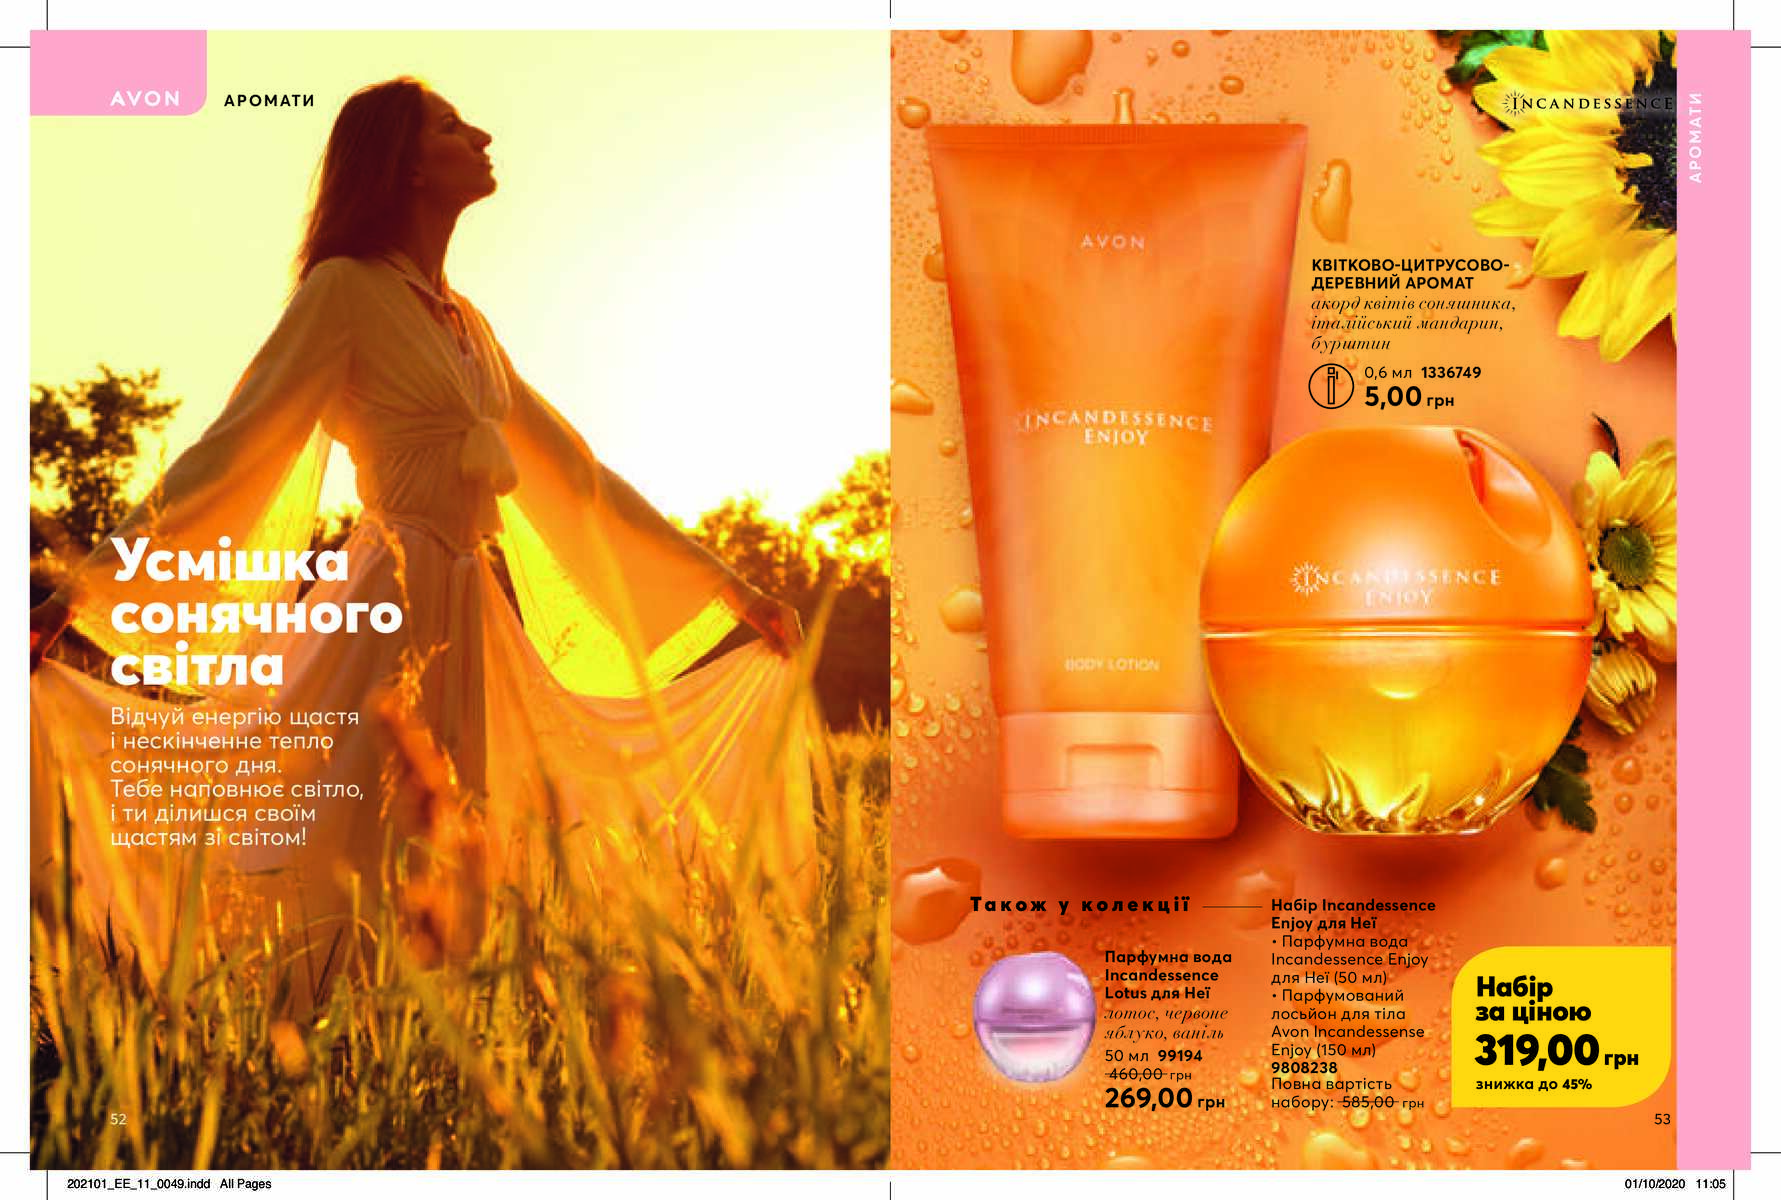 AVON
АРОМАТИ
Усмішка
сонячного
світла
Відчуй енергію щастя
і нескінченне тепло
сонячного дня.
Тебе наповнює світло,
і ти ділишся своїм
щастям зі світом!
52
INCANDESSENCE
АРОМАТИ
AVON
INCANDESSENCE
ENJOY
BODY LOTION
КВІТКОВО-ЦИТРУСОВО-
ДЕРЕВНИЙ АРОМАТ
акорд квітів соняшника,
італійський мандарин,
бурштин
0,6 мл 1336749
5,00 грн
INCANDESSENCE
ENJOY
Також у колекції
Парфумна вода
Incandessence
Lotus для Неї
лотос, червоне
яблуко, ваніль
50 мл 99194
460,00 грн
269,00 грн
Набір Incandessence
Enjoy для Неї
• Парфумна вода
Incandessence Enjoy
для Неї (50 мл)
• Парфумований
лосьйон для тіла
Avon Incandessense
Enjoy (150 мл)
9808238
Повна вартість
набору: 585,00 грн
Набір
за ціною
319,00 грн
знижка до 45%
53
202101_EE_11_0049.indd All Pages
01/10/2020 11:05